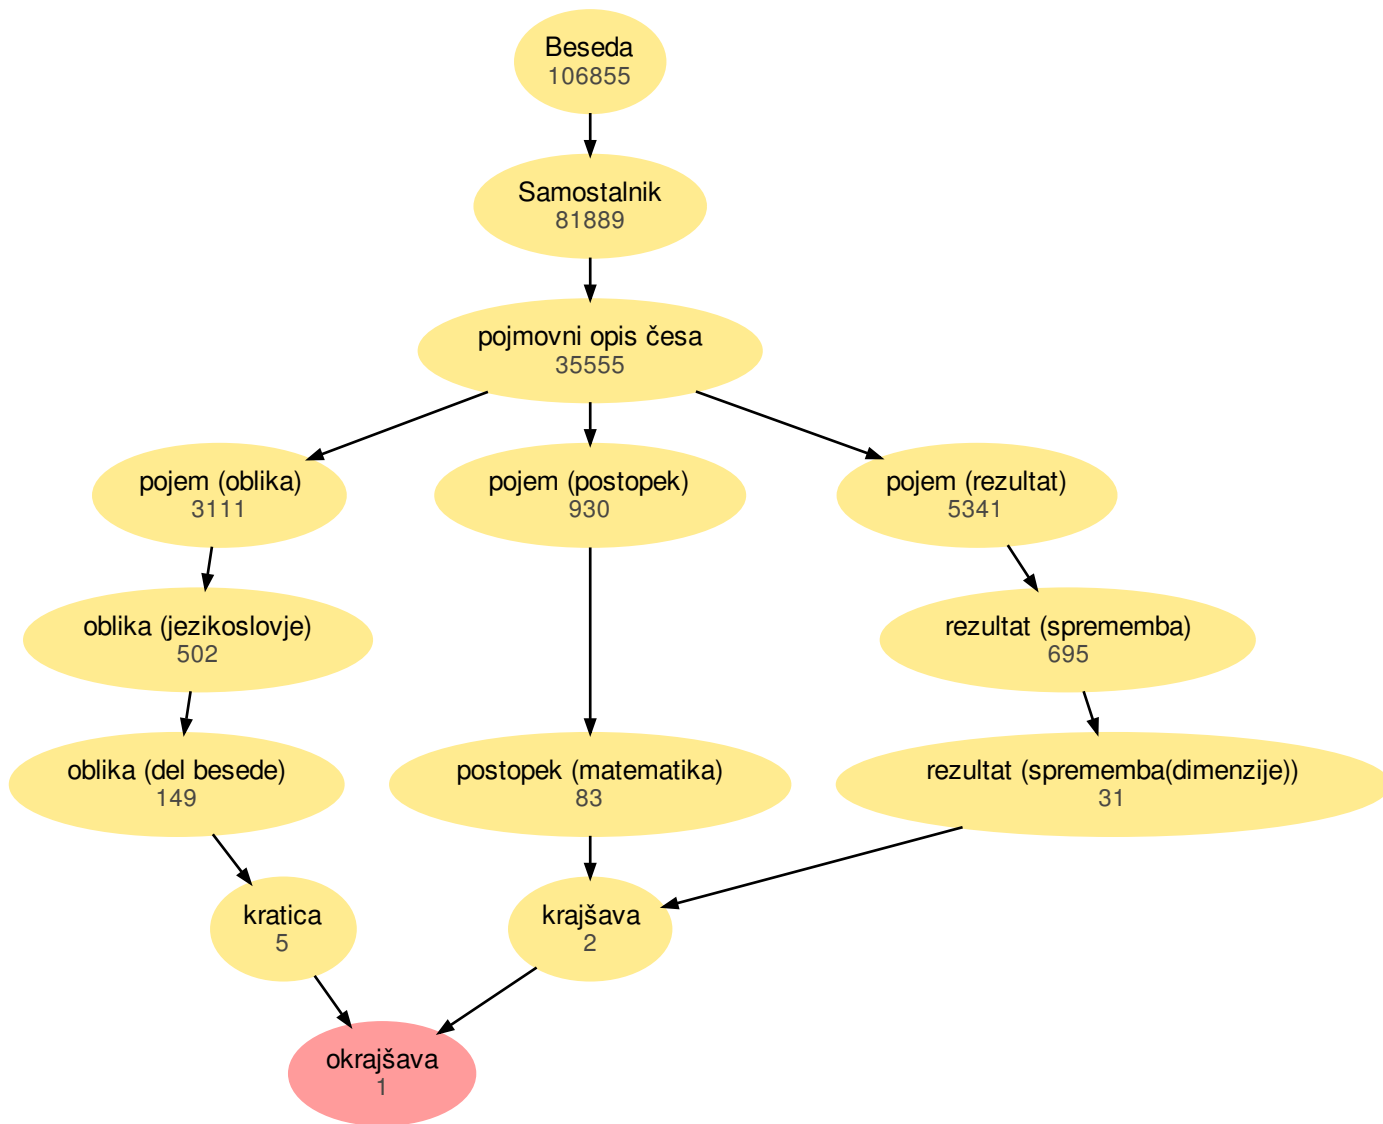 Beseda
106855
Samostalnik
81889
pojmovni opis česa
35555
pojem (oblika)
3111
pojem (postopek)
930
pojem (rezultat)
5341
oblika (jezikoslovje)
502
rezultat (sprememba)
695
oblika (del besede)
149
postopek (matematika)
83
rezultat (sprememba(dimenzije))
31
kratica
5
krajšava
2
okrajšava
1